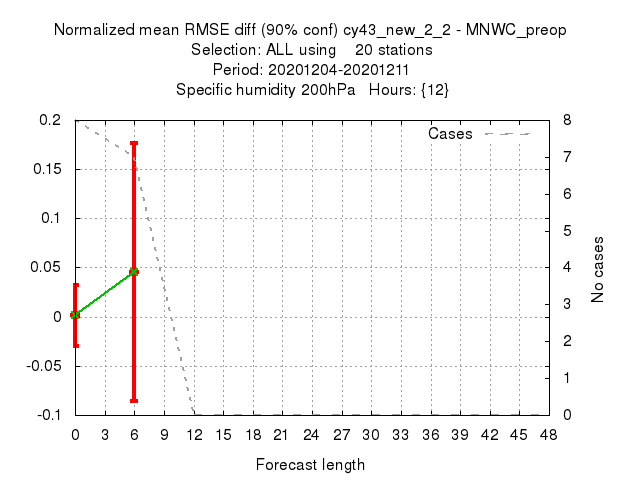 Normalized mean RMSE diff (90% conf) cy43_new_2_2 - MNWC_preop
Selection: ALL using 20 stations
Period: 20201204-20201211
Specific humidity 200hPa Hours: {12}
Cases
0.2
0.15
0.1
0.05
0
-0.05
-0.1
8
7
6
5
4
3
2
1
0
No cases
0 3 6 9 12 15 18 21 24 27 30 33 36 39 42 45 48
Forecast length